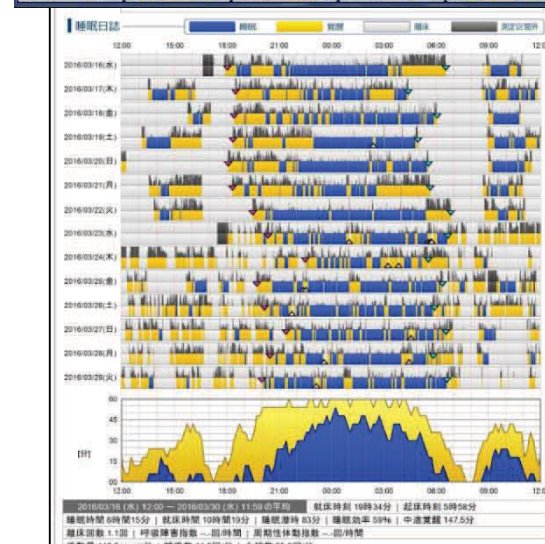 睡眠日誌 睡眠 覚醒 離床 測定区間外
12:00 15:00 18:00 21:00 00:00 03:00 06:00 09:00 12:00
2016/03/16(水)
2016/03/17(木)
2016/03/18(金)
2016/03/19(土)
2016/03/20(日)
2016/03/21(月)
2016/03/22(火)
2016/03/23(水)
2016/03/24(木)
2016/03/25(金)
2016/03/26(土)
2016/03/27(日)
2016/03/28(月)
2016/03/29(火)
60
45
[分] 30
15
00
12:00 15:00 18:00 21:00 00:00 03:00 06:00 09:00 12:00
2016/03/16 (水) 12:00 — 2016/03/30 (水) 11:59 の平均 | 就床時刻 19時34分 | 起床時刻 5時58分
睡眠時間 6時間15分 | 就床時間 10時間19分 | 睡眠潜時 83分 | 睡眠効率 59% | 中途覚醒 147.5分
離床回数 1.1回 | 呼吸障害指数 --.-回/時間 | 周期性体動指数 --.-回/時間